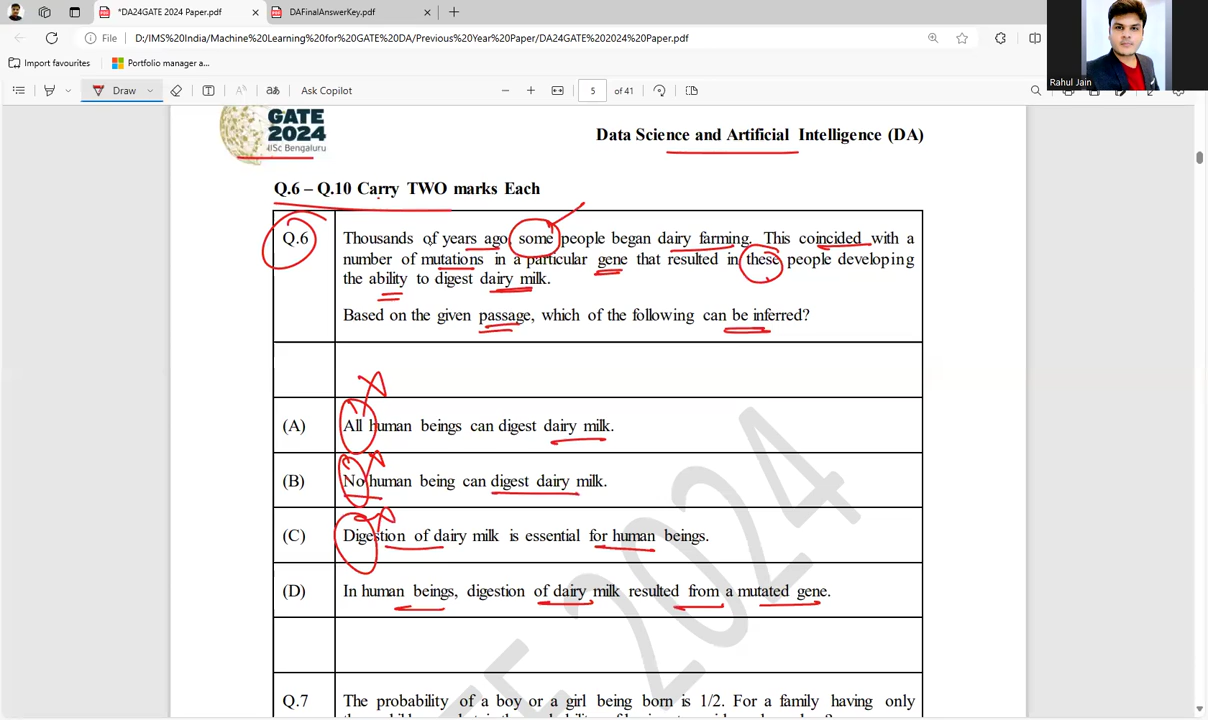 *DA24GATE 2024 Paper.pdf
DAFinalAnswerKey.pdf
File
D:/IMS%20India/Machine%20Learning%20for%20GATE%20DA/Previous%20Year%20Paper/DA24GATE%202024%20Paper.pdf
Rahul Jain
Import favourites
Portfolio manager a...
Draw
Ask Copilot
5
of 41
GATE
2024
IISc Bengaluru
Data Science and Artificial Intelligence (DA)
Q.6 – Q.10 Carry TWO marks Each
Q.6
Thousands of years ago, some people began dairy farming. This coincided with a
number of mutations in a particular gene that resulted in these people developing
the ability to digest dairy milk.
Based on the given passage, which of the following can be inferred?
(A) All human beings can digest dairy milk.
(B) No human being can digest dairy milk.
(C) Digestion of dairy milk is essential for human beings.
(D) In human beings, digestion of dairy milk resulted from a mutated gene.
GATE 2024
Q.7 The probability of a boy or a girl being born is 1/2. For a family having only